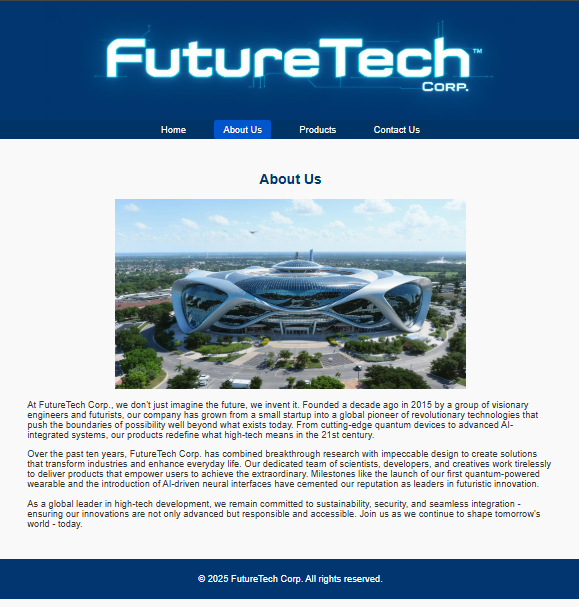 FutureTech™
CORP.
Home About Us Products Contact Us
About Us
At FutureTech Corp., we don't just imagine the future, we invent it. Founded a decade ago in 2015 by a group of visionary
engineers and futurists, our company has grown from a small startup into a global pioneer of revolutionary technologies that
push the boundaries of possibility well beyond what exists today. From cutting-edge quantum devices to advanced AI-
integrated systems, our products redefine what high-tech means in the 21st century.
Over the past ten years, FutureTech Corp. has combined breakthrough research with impeccable design to create solutions
that transform industries and enhance everyday life. Our dedicated team of scientists, developers, and creatives work tirelessly
to deliver products that empower users to achieve the extraordinary. Milestones like the launch of our first quantum-powered
wearable and the introduction of AI-driven neural interfaces have cemented our reputation as leaders in futuristic innovation.
As a global leader in high-tech development, we remain committed to sustainability, security, and seamless integration -
ensuring our innovations are not only advanced but responsible and accessible. Join us as we continue to shape tomorrow's
world - today.
© 2025 FutureTech Corp. All rights reserved.